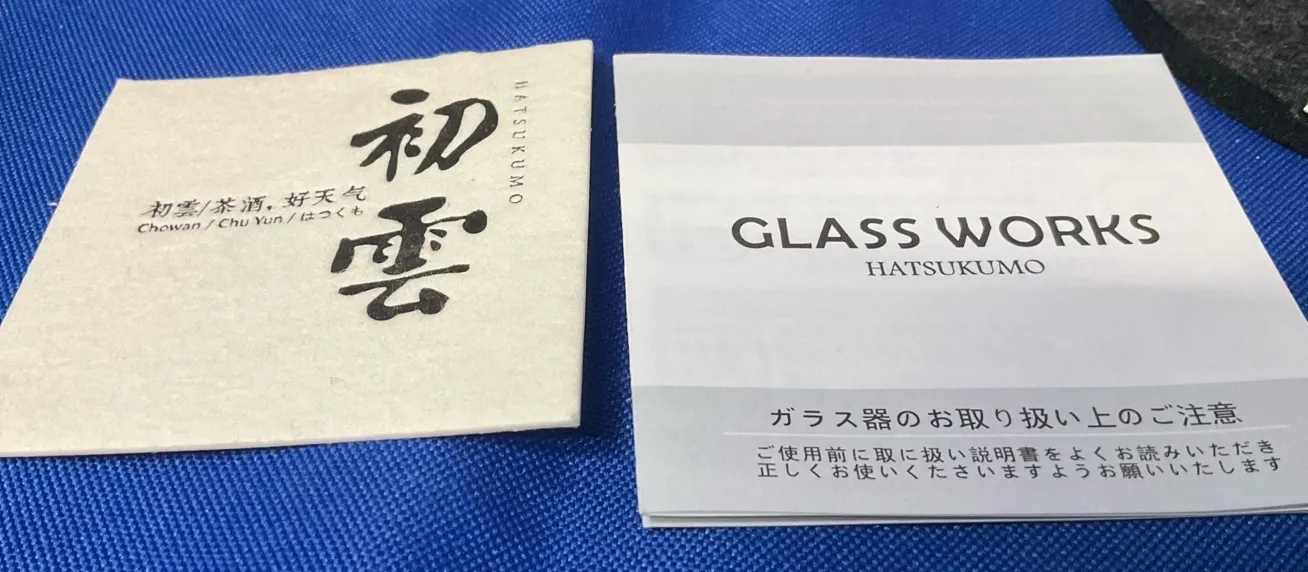 初雲
HATSUKUMO
初雲/茶酒，好天气
Chowan / Chu Yun / はつくも
GLASS WORKS
HATSUKUMO
ガラス器のお取り扱い上のご注意
ご使用前に取に扱い説明書をよくお読みいただき
正しくお使いくたさいますようお願いいたします